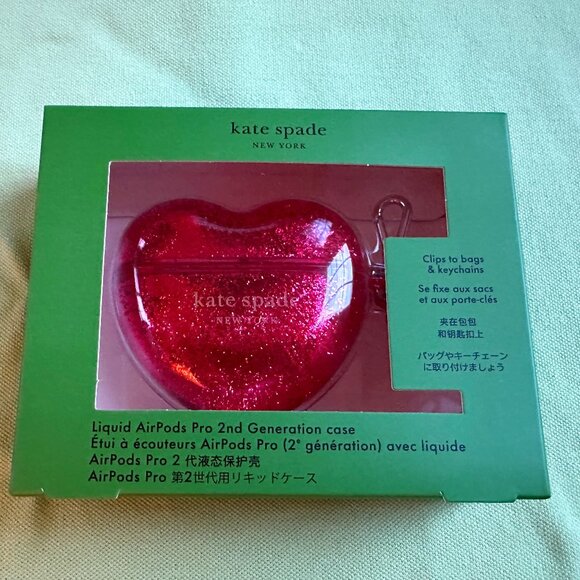 kate spade
NEW YORK
kate spade
NEW YORK
Clips to bags
& keychains
Se fixe aux sacs
et aux porte-clés
夹在包包
和钥匙扣上
バッグやキーチェーン
に取り付けましょう
Liquid AirPods Pro 2nd Generation case
Étui à écouteurs AirPods Pro (2e génération) avec liquide
AirPods Pro 2 代液态保护壳
AirPods Pro 第2世代用リキッドケース